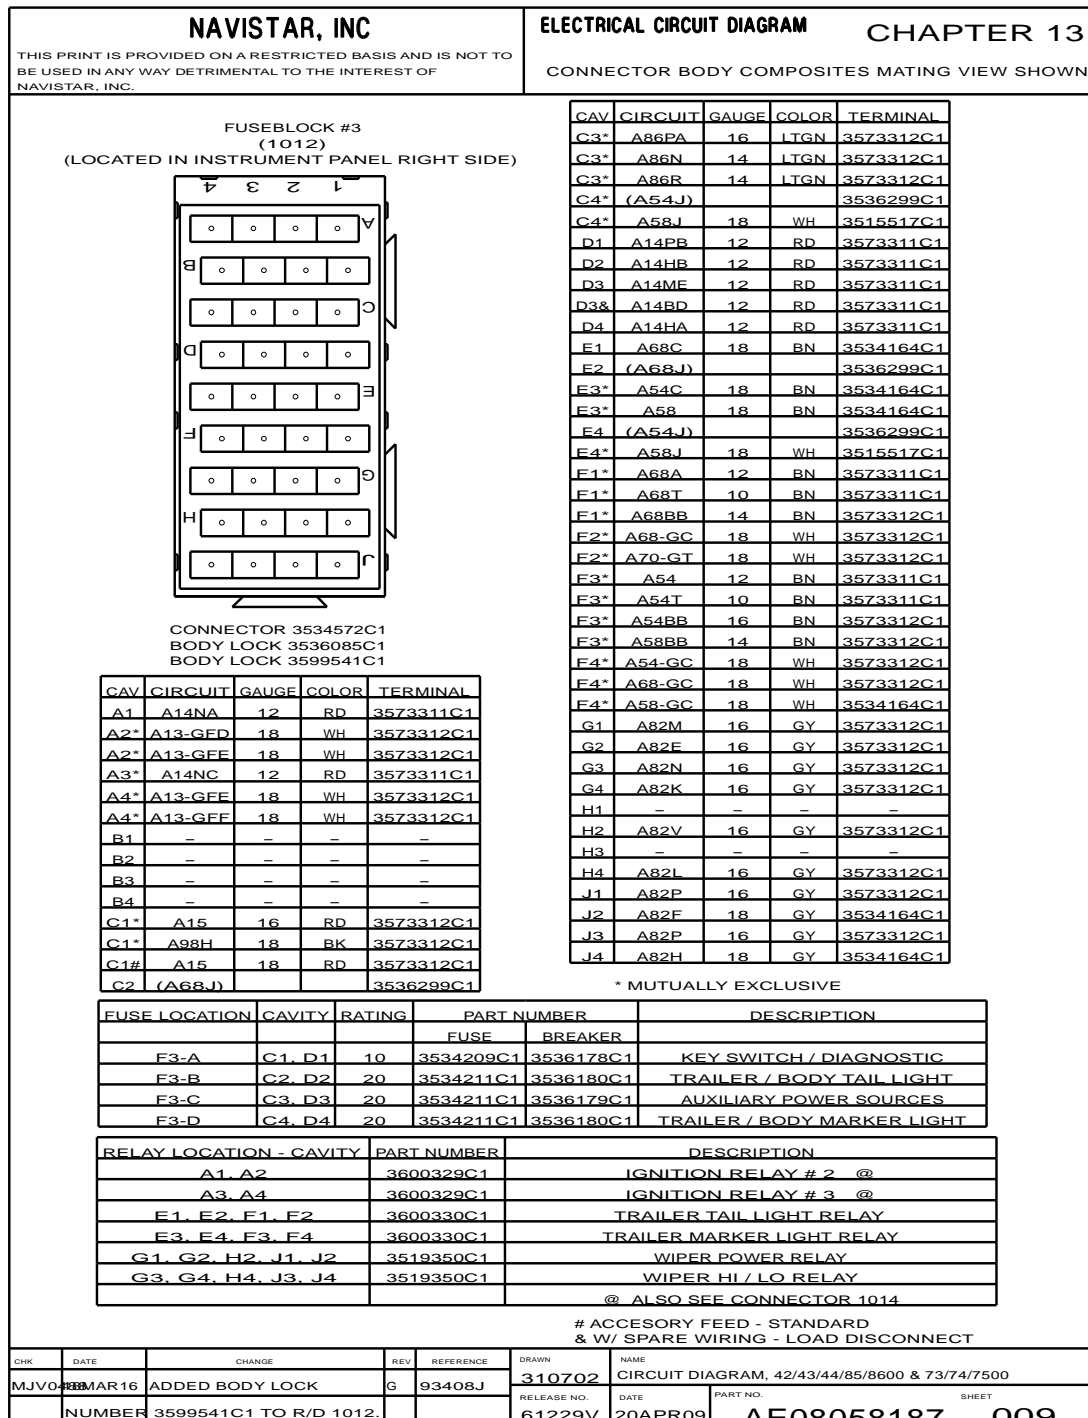 NAVISTAR, INC
THIS PRINT IS PROVIDED ON A RESTRICTED BASIS AND IS NOT TO
BE USED IN ANY WAY DETRIMENTAL TO THE INTEREST OF
NAVISTAR, INC.
ELECTRICAL CIRCUIT DIAGRAM CHAPTER 13
CONNECTOR BODY COMPOSITES MATING VIEW SHOWN
FUSEBLOCK #3
(1012)
(LOCATED IN INSTRUMENT PANEL RIGHT SIDE)
4 3 2 1
A
B
C
D
E
F
G
H
J
CONNECTOR 3534572C1
BODY LOCK 3536085C1
BODY LOCK 3599541C1
CAV CIRCUIT GAUGE COLOR TERMINAL
A1 A14NA 12 RD 3573311C1
A2* A13-GFD 18 WH 3573312C1
A2* A13-GFE 18 WH 3573312C1
A3* A14NC 12 RD 3573311C1
A4* A13-GFE 18 WH 3573312C1
A4* A13-GFF 18 WH 3573312C1
B1 – – – –
B2 – – – –
B3 – – – –
B4 – – – –
C1* A15 16 RD 3573312C1
C1* A98H 18 BK 3573312C1
C1# A15 18 RD 3573312C1
C2 (A68J) 3536299C1
CAV CIRCUIT GAUGE COLOR TERMINAL
C3* A86PA 16 LTGN 3573312C1
C3* A86N 14 LTGN 3573312C1
C3* A86R 14 LTGN 3573312C1
C4* (A54J) 3536299C1
C4* A58J 18 WH 3515517C1
D1 A14PB 12 RD 3573311C1
D2 A14HB 12 RD 3573311C1
D3 A14ME 12 RD 3573311C1
D3& A14BD 12 RD 3573311C1
D4 A14HA 12 RD 3573311C1
E1 A68C 18 BN 3534164C1
E2 (A68J) 3536299C1
E3* A54C 18 BN 3534164C1
E3* A58 18 BN 3534164C1
E4 (A54J) 3536299C1
E4* A58J 18 WH 3515517C1
F1* A68A 12 BN 3573311C1
F1* A68T 10 BN 3573311C1
F1* A68BB 14 BN 3573312C1
F2* A68-GC 18 WH 3573312C1
F2* A70-GT 18 WH 3573312C1
F3* A54 12 BN 3573311C1
F3* A54T 10 BN 3573311C1
F3* A54BB 16 BN 3573312C1
F3* A58BB 14 BN 3573312C1
F4* A54-GC 18 WH 3573312C1
F4* A68-GC 18 WH 3573312C1
F4* A58-GC 18 WH 3534164C1
G1 A82M 16 GY 3573312C1
G2 A82E 16 GY 3573312C1
G3 A82N 16 GY 3573312C1
G4 A82K 16 GY 3573312C1
H1 – – – –
H2 A82V 16 GY 3573312C1
H3 – – – –
H4 A82L 16 GY 3573312C1
J1 A82P 16 GY 3573312C1
J2 A82F 18 GY 3534164C1
J3 A82P 16 GY 3573312C1
J4 A82H 18 GY 3534164C1
* MUTUALLY EXCLUSIVE
FUSE LOCATION CAVITY RATING PART NUMBER DESCRIPTION
FUSE BREAKER
F3-A C1, D1 10 3534209C1 3536178C1 KEY SWITCH / DIAGNOSTIC
F3-B C2, D2 20 3534211C1 3536180C1 TRAILER / BODY TAIL LIGHT
F3-C C3, D3 20 3534211C1 3536179C1 AUXILIARY POWER SOURCES
F3-D C4, D4 20 3534211C1 3536180C1 TRAILER / BODY MARKER LIGHT
RELAY LOCATION - CAVITY PART NUMBER DESCRIPTION
A1, A2 3600329C1 IGNITION RELAY # 2 @
A3, A4 3600329C1 IGNITION RELAY # 3 @
E1, E2, F1, F2 3600330C1 TRAILER TAIL LIGHT RELAY
E3, E4, F3, F4 3600330C1 TRAILER MARKER LIGHT RELAY
G1, G2, H2, J1, J2 3519350C1 WIPER POWER RELAY
G3, G4, H4, J3, J4 3519350C1 WIPER HI / LO RELAY
@ ALSO SEE CONNECTOR 1014
# ACCESORY FEED - STANDARD
& W/ SPARE WIRING - LOAD DISCONNECT
CHK DATE CHANGE REV REFERENCE
ADDED BODY LOCK G 93408J
NUMBER 3599541C1 TO R/D 1012.
DRAWN NAME
310702 CIRCUIT DIAGRAM, 42/43/44/85/8600 & 73/74/7500
RELEASE NO. DATE PART NO. SHEET
61229V 20APR09 AE08058187 009